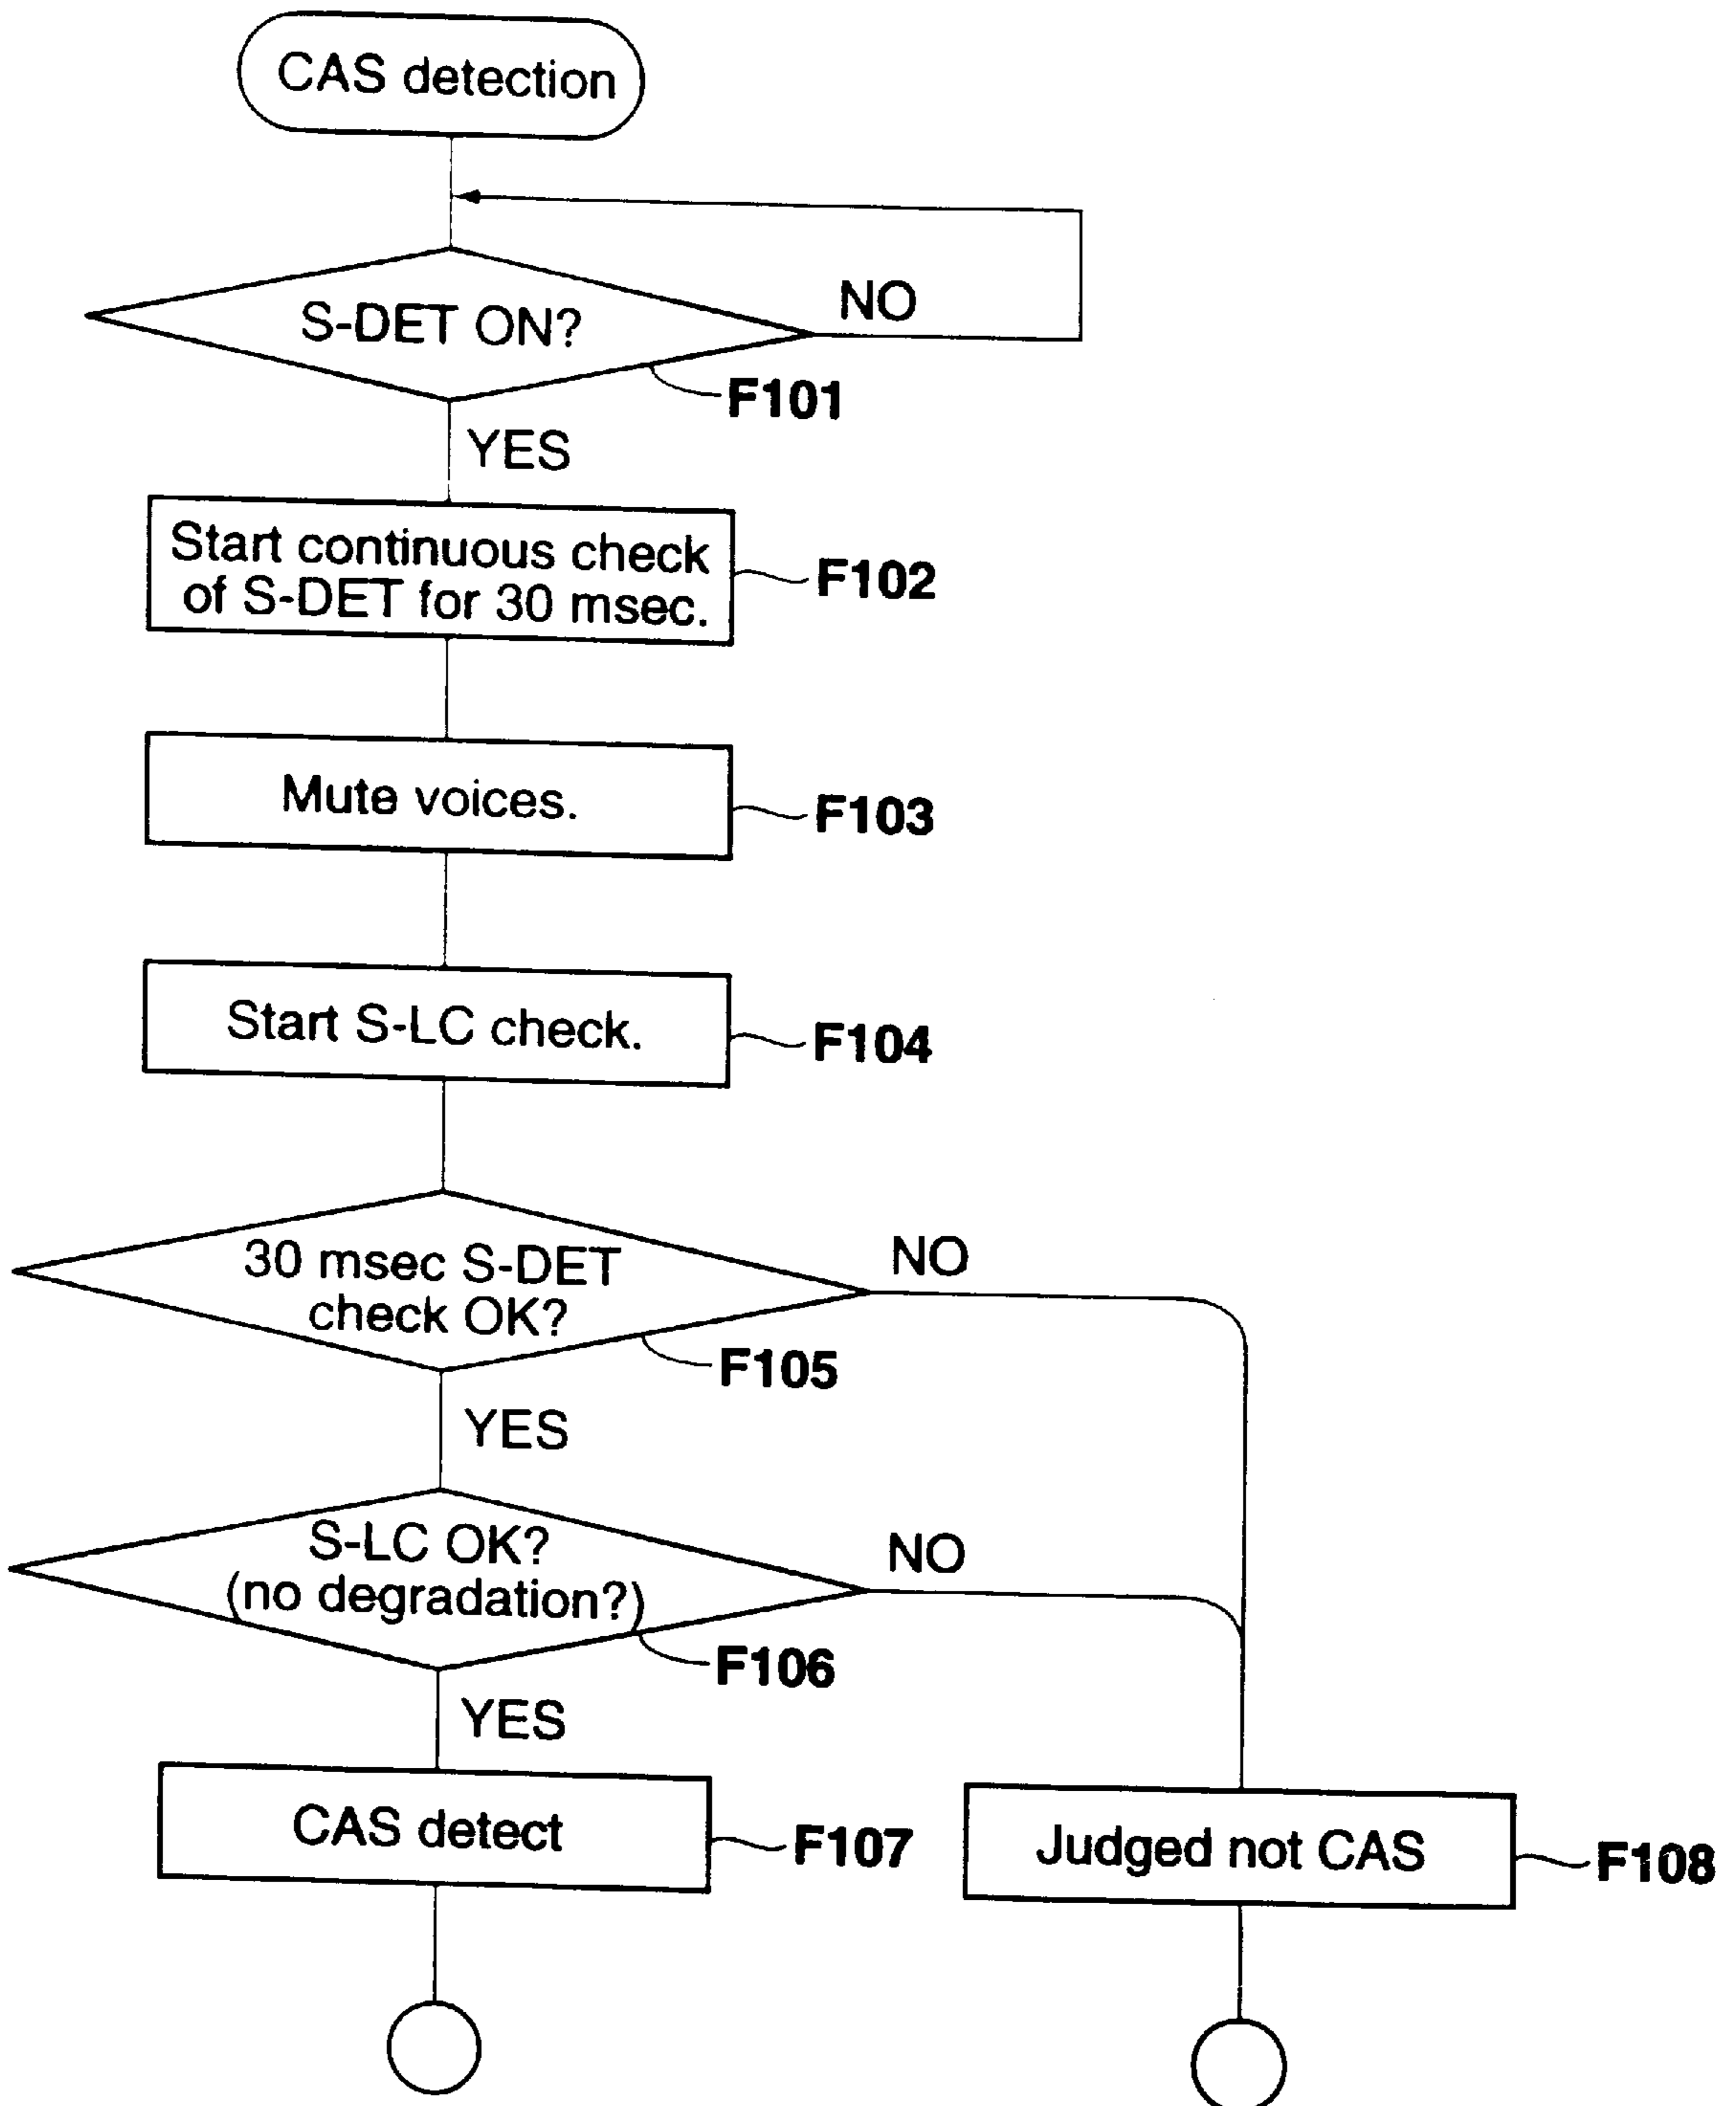 CAS detection
NO
S-DET ON?
F101
YES
Start continuous check
of S-DET for 30 msec.
F102
Mute voices.
F103
Start S-LC check.
F104
NO
30 msec S-DET
check OK?
F105
YES
NO
S-LC OK?
(no degradation?)
F106
YES
CAS detect
F107
Judged not CAS
F108